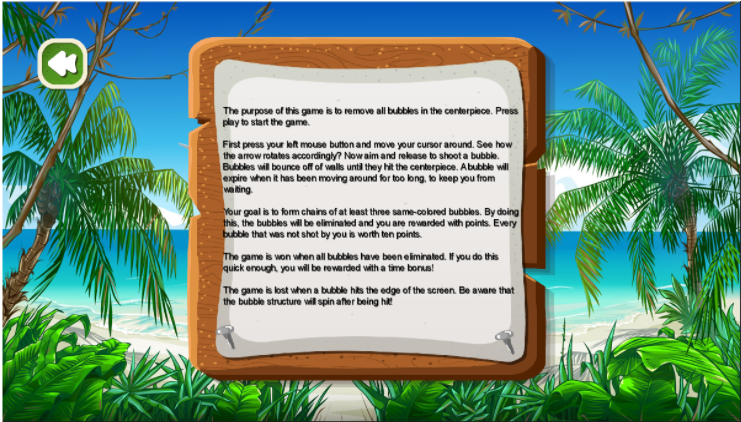 The purpose of this game is to remove all bubbles in the centerpiece. Press
play to start the game.
First press your left mouse button and move your cursor around. See how
the arrow rotates accordingly? Now aim and release to shoot a bubble.
Bubbles will bounce off of walls until they hit the centerpiece. A bubble will
expire when it has been moving around for too long, to keep you from
waiting.
Your goal is to form chains of at least three same-colored bubbles. By doing
this, the bubbles will be eliminated and you are rewarded with points. Every
bubble that was not shot by you is worth ten points.
The game is won when all bubbles have been eliminated. If you do this
quick enough, you will be rewarded with a time bonus!
The game is lost when a bubble hits the edge of the screen. Be aware that
the bubble structure will spin after being hit!